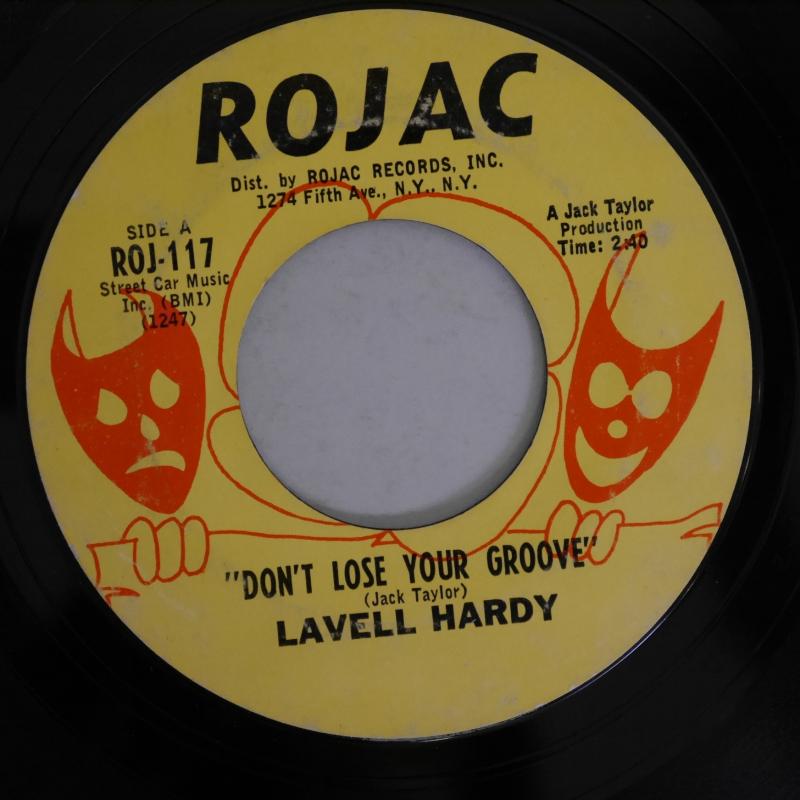 ROJAC
Dist. by ROJAC RECORDS, INC.
1274 Fifth Ave., N.Y., N.Y.
SIDE A
ROJ-117
Street Car Music
Inc. (BMI)
(1247)
A Jack Taylor
Production
Time: 2:40
"DON'T LOSE YOUR GROOVE"
(Jack Taylor)
LAVELL HARDY